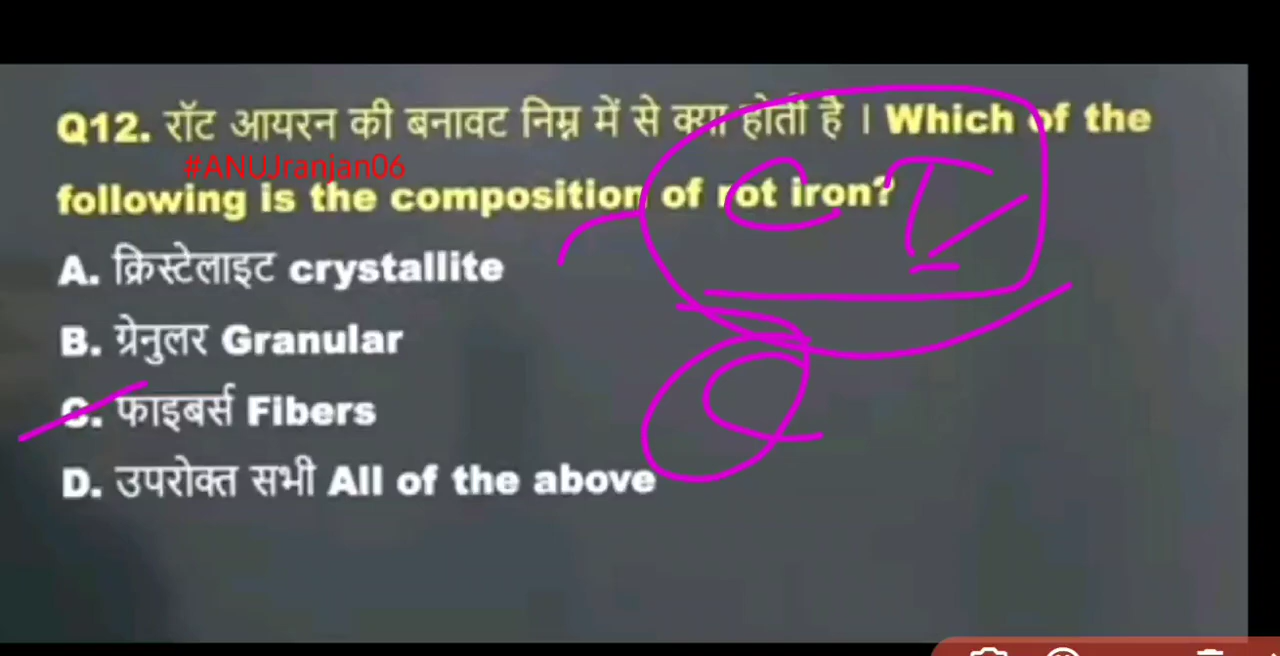 Q12. रॉट आयरन की बनावट निम्न में से क्या होती है । Which of the
#ANUJranjan06
following is the composition of rot iron?
A. क्रिस्टेलाइट crystallite
B. ग्रेनुलर Granular
C. फाइबर्स Fibers
D. उपरोक्त सभी All of the above